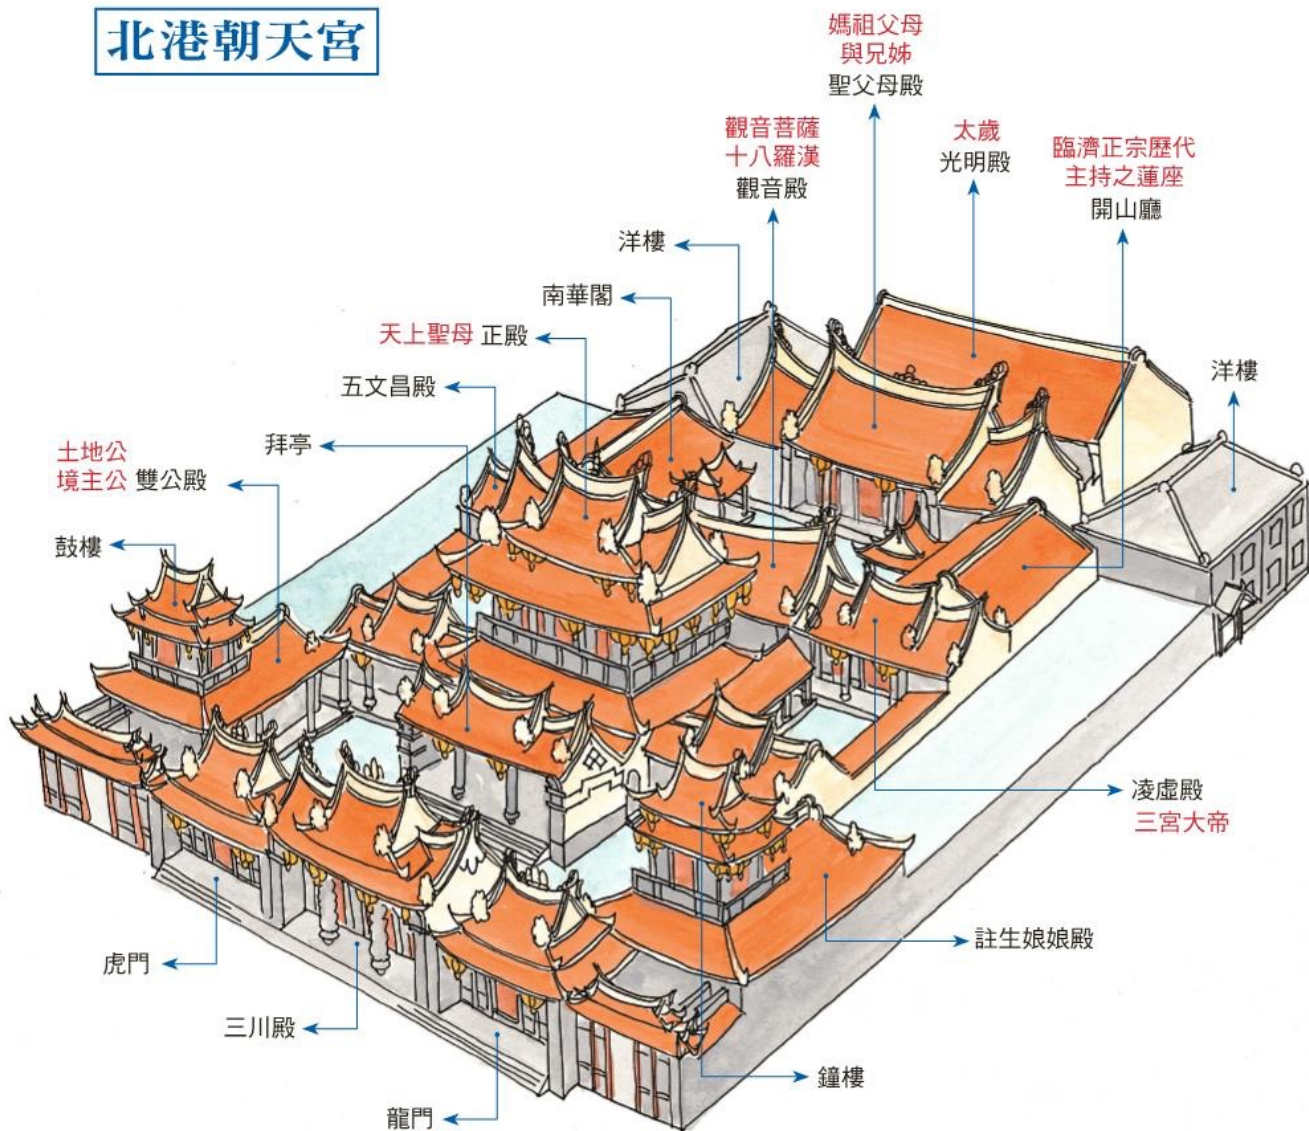 北港朝天宮
媽祖父母
與兄姊
聖父母殿
觀音菩薩
十八羅漢
觀音殿
太歲
光明殿
臨濟正宗歷代
主持之蓮座
開山廳
洋樓
南華閣
天上聖母 正殿
五文昌殿
拜亭
土地公
境主公 雙公殿
鼓樓
洋樓
凌虛殿
三宮大帝
註生娘娘殿
虎門
三川殿
龍門
鐘樓